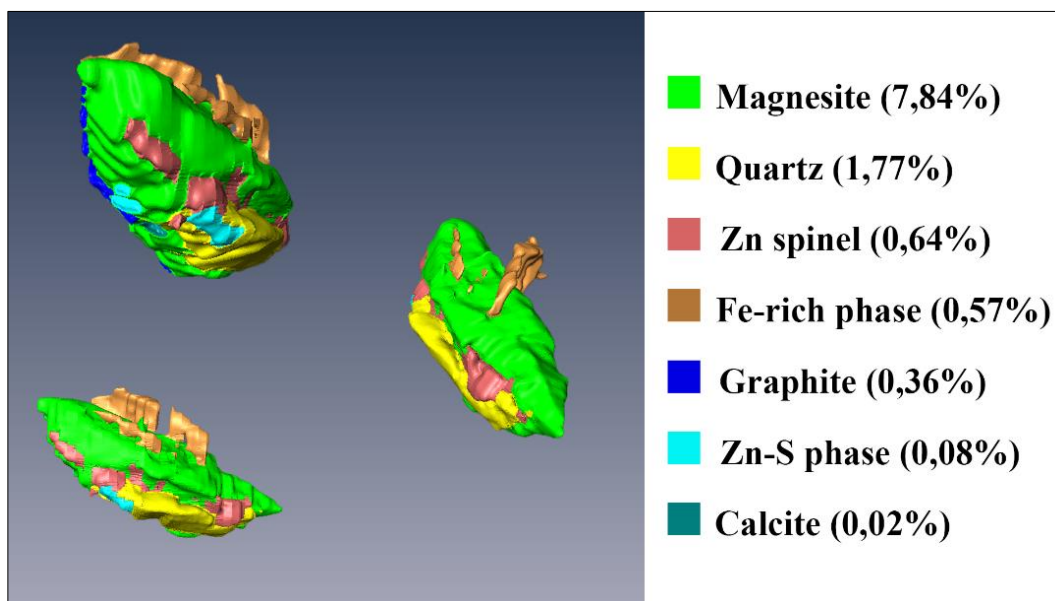 Magnesite (7,84%)
Quartz (1,77%)
Zn spinel (0,64%)
Fe-rich phase (0,57%)
Graphite (0,36%)
Zn-S phase (0,08%)
Calcite (0,02%)